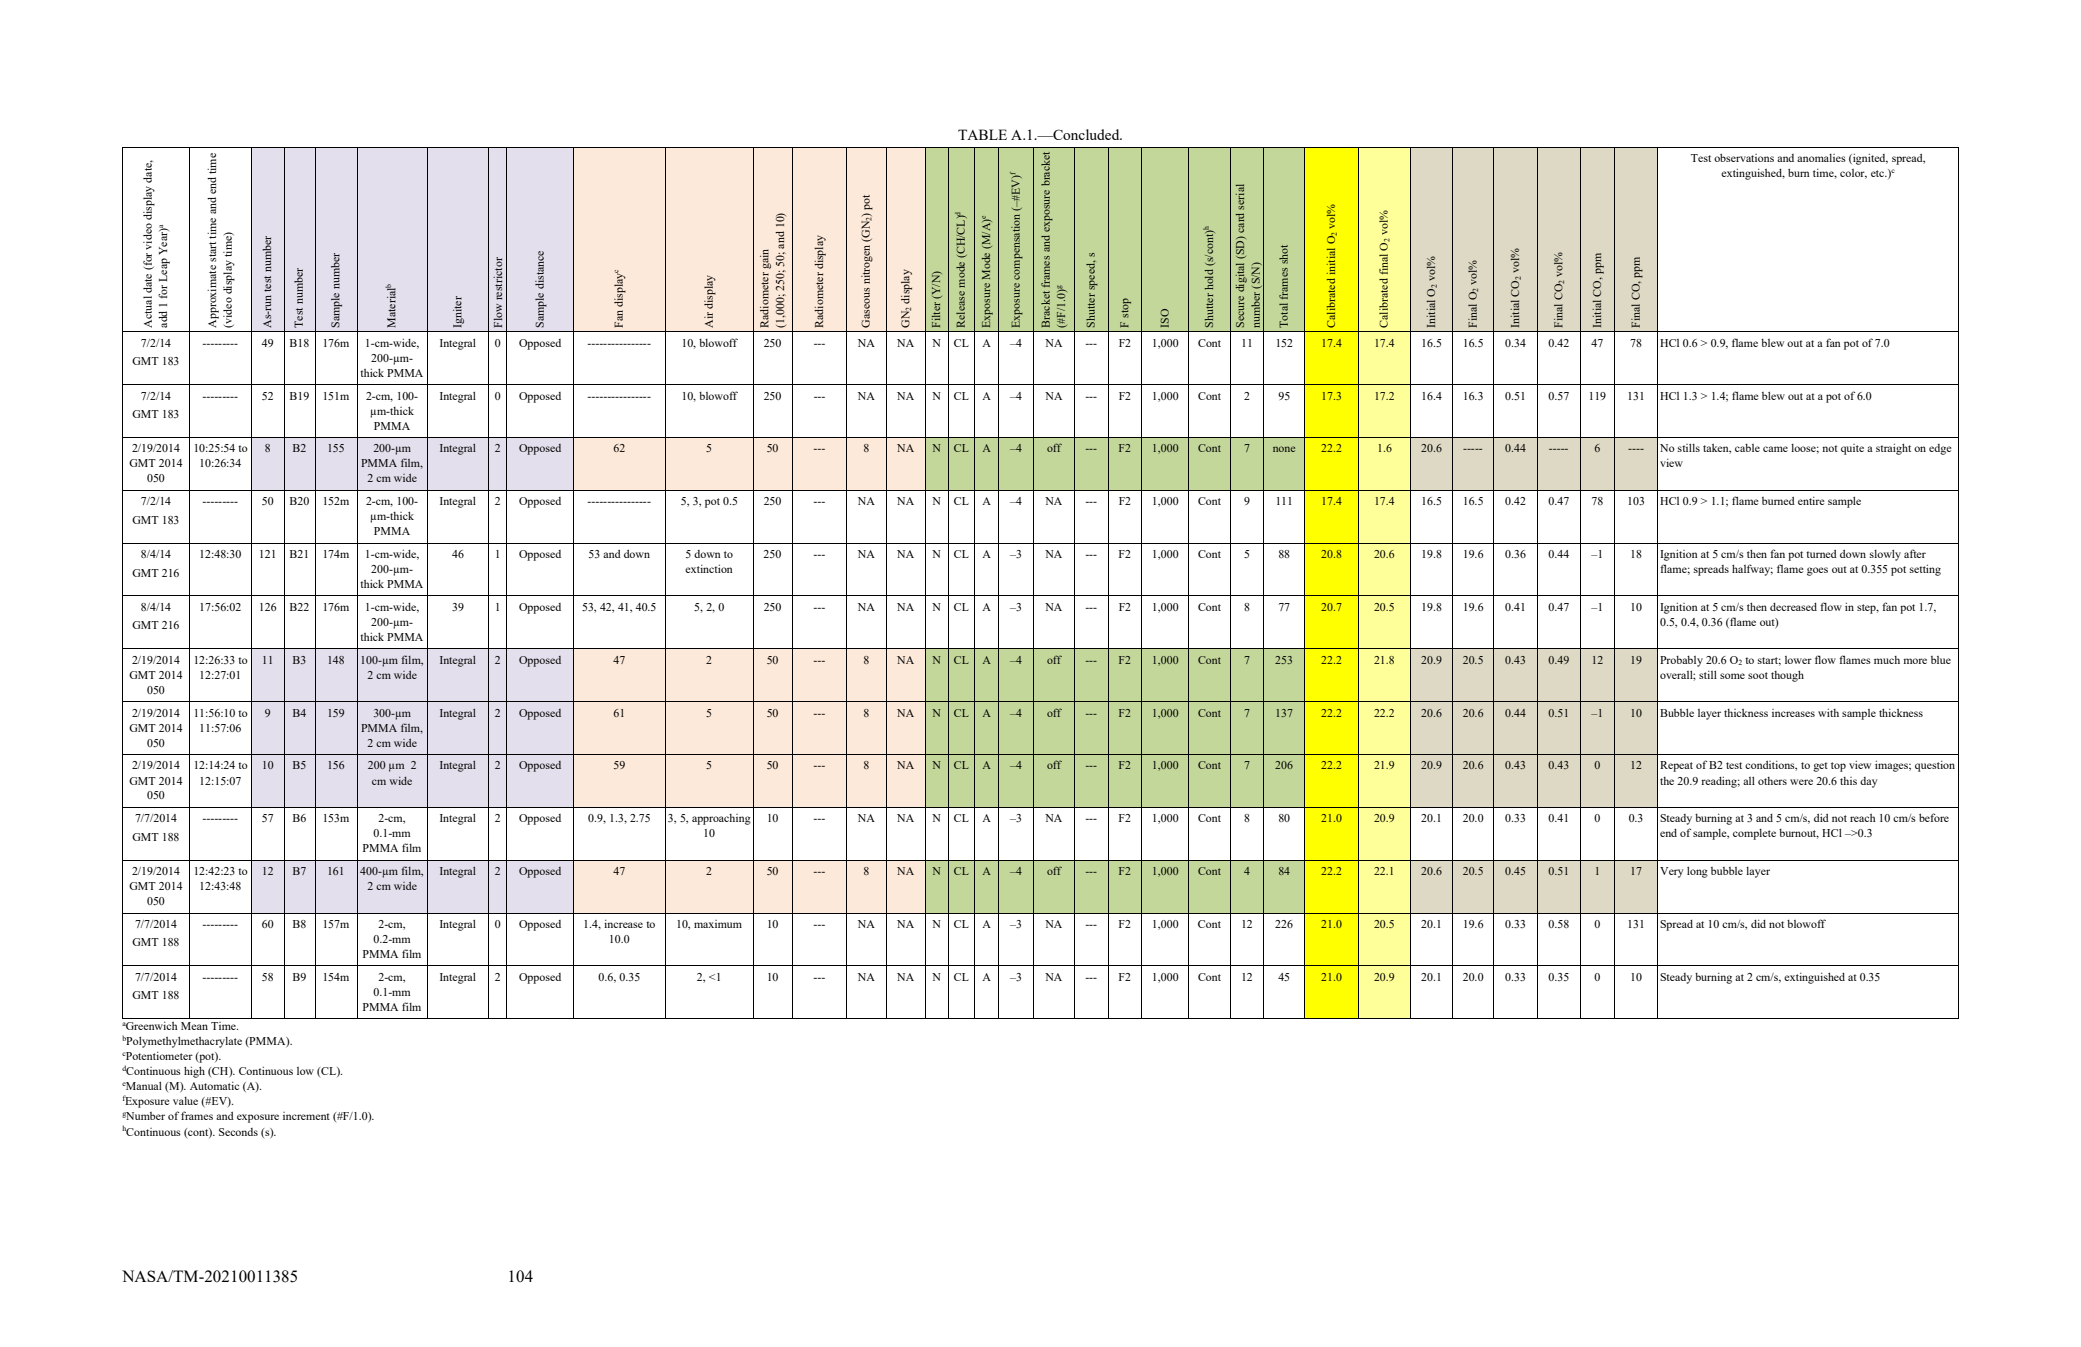 TABLE A.1.—Concluded.
Actual date (for video display date, add 1 for Leap Year)a
Approximate start time and end time (video display time)
As-run test number
Test number
Sample number
Materialb
Igniter
Flow restrictor
Sample distance
Fan displayc
Air display
Radiometer gain (1,000; 250; 50; and 10)
Radiometer display
Gaseous nitrogen (GN2) pot
GN2 display
Filter (Y/N)
Release mode (CH/CL)d
Exposure Mode (M/A)e
Exposure compensation (–#EV)f
Bracket frames and exposure bracket (#F/1.0)g
Shutter speed, s
F stop
ISO
Shutter hold (s/cont)h
Secure digital (SD) card serial number (S/N)
Total frames shot
Calibrated initial O2 vol%
Calibrated final O2 vol%
Initial O2 vol%
Final O2 vol%
Initial CO2 vol%
Final CO2 vol%
Initial CO, ppm
Final CO, ppm
Test observations and anomalies (ignited, spread, extinguished, burn time, color, etc.)c
7/2/14 GMT 183 --------- 49 B18 176m 1-cm-wide, 200-µm-thick PMMA Integral 0 Opposed ---------------- 10, blowoff 250 --- NA NA N CL A –4 NA --- F2 1,000 Cont 11 152 17.4 17.4 16.5 16.5 0.34 0.42 47 78 HCl 0.6 > 0.9, flame blew out at a fan pot of 7.0
7/2/14 GMT 183 --------- 52 B19 151m 2-cm, 100-µm-thick PMMA Integral 0 Opposed ---------------- 10, blowoff 250 --- NA NA N CL A –4 NA --- F2 1,000 Cont 2 95 17.3 17.2 16.4 16.3 0.51 0.57 119 131 HCl 1.3 > 1.4; flame blew out at a pot of 6.0
2/19/2014 GMT 2014 050 10:25:54 to 10:26:34 8 B2 155 200-µm PMMA film, 2 cm wide Integral 2 Opposed 62 5 50 --- 8 NA N CL A –4 off --- F2 1,000 Cont 7 none 22.2 1.6 20.6 ----- 0.44 ----- 6 ---- No stills taken, cable came loose; not quite a straight on edge view
7/2/14 GMT 183 --------- 50 B20 152m 2-cm, 100-µm-thick PMMA Integral 2 Opposed ---------------- 5, 3, pot 0.5 250 --- NA NA N CL A –4 NA --- F2 1,000 Cont 9 111 17.4 17.4 16.5 16.5 0.42 0.47 78 103 HCl 0.9 > 1.1; flame burned entire sample
8/4/14 GMT 216 12:48:30 121 B21 174m 1-cm-wide, 200-µm-thick PMMA 46 1 Opposed 53 and down 5 down to extinction 250 --- NA NA N CL A –3 NA --- F2 1,000 Cont 5 88 20.8 20.6 19.8 19.6 0.36 0.44 –1 18 Ignition at 5 cm/s then fan pot turned down slowly after flame; spreads halfway; flame goes out at 0.355 pot setting
8/4/14 GMT 216 17:56:02 126 B22 176m 1-cm-wide, 200-µm-thick PMMA 39 1 Opposed 53, 42, 41, 40.5 5, 2, 0 250 --- NA NA N CL A –3 NA --- F2 1,000 Cont 8 77 20.7 20.5 19.8 19.6 0.41 0.47 –1 10 Ignition at 5 cm/s then decreased flow in step, fan pot 1.7, 0.5, 0.4, 0.36 (flame out)
2/19/2014 GMT 2014 050 12:26:33 to 12:27:01 11 B3 148 100-µm film, 2 cm wide Integral 2 Opposed 47 2 50 --- 8 NA N CL A –4 off --- F2 1,000 Cont 7 253 22.2 21.8 20.9 20.5 0.43 0.49 12 19 Probably 20.6 O2 to start; lower flow flames much more blue overall; still some soot though
2/19/2014 GMT 2014 050 11:56:10 to 11:57:06 9 B4 159 300-µm PMMA film, 2 cm wide Integral 2 Opposed 61 5 50 --- 8 NA N CL A –4 off --- F2 1,000 Cont 7 137 22.2 22.2 20.6 20.6 0.44 0.51 –1 10 Bubble layer thickness increases with sample thickness
2/19/2014 GMT 2014 050 12:14:24 to 12:15:07 10 B5 156 200 µm 2 cm wide Integral 2 Opposed 59 5 50 --- 8 NA N CL A –4 off --- F2 1,000 Cont 7 206 22.2 21.9 20.9 20.6 0.43 0.43 0 12 Repeat of B2 test conditions, to get top view images; question the 20.9 reading; all others were 20.6 this day
7/7/2014 GMT 188 --------- 57 B6 153m 2-cm, 0.1-mm PMMA film Integral 2 Opposed 0.9, 1.3, 2.75 3, 5, approaching 10 10 --- NA NA N CL A –3 NA --- F2 1,000 Cont 8 80 21.0 20.9 20.1 20.0 0.33 0.41 0 0.3 Steady burning at 3 and 5 cm/s, did not reach 10 cm/s before end of sample, complete burnout, HCl –>0.3
2/19/2014 GMT 2014 050 12:42:23 to 12:43:48 12 B7 161 400-µm film, 2 cm wide Integral 2 Opposed 47 2 50 --- 8 NA N CL A –4 off --- F2 1,000 Cont 4 84 22.2 22.1 20.6 20.5 0.45 0.51 1 17 Very long bubble layer
7/7/2014 GMT 188 --------- 60 B8 157m 2-cm, 0.2-mm PMMA film Integral 0 Opposed 1.4, increase to 10.0 10, maximum 10 --- NA NA N CL A –3 NA --- F2 1,000 Cont 12 226 21.0 20.5 20.1 19.6 0.33 0.58 0 131 Spread at 10 cm/s, did not blowoff
7/7/2014 GMT 188 --------- 58 B9 154m 2-cm, 0.1-mm PMMA film Integral 2 Opposed 0.6, 0.35 2, <1 10 --- NA NA N CL A –3 NA --- F2 1,000 Cont 12 45 21.0 20.9 20.1 20.0 0.33 0.35 0 10 Steady burning at 2 cm/s, extinguished at 0.35
aGreenwich Mean Time.
bPolymethylmethacrylate (PMMA).
cPotentiometer (pot).
dContinuous high (CH). Continuous low (CL).
eManual (M). Automatic (A).
fExposure value (#EV).
gNumber of frames and exposure increment (#F/1.0).
hContinuous (cont). Seconds (s).
NASA/TM-20210011385 104